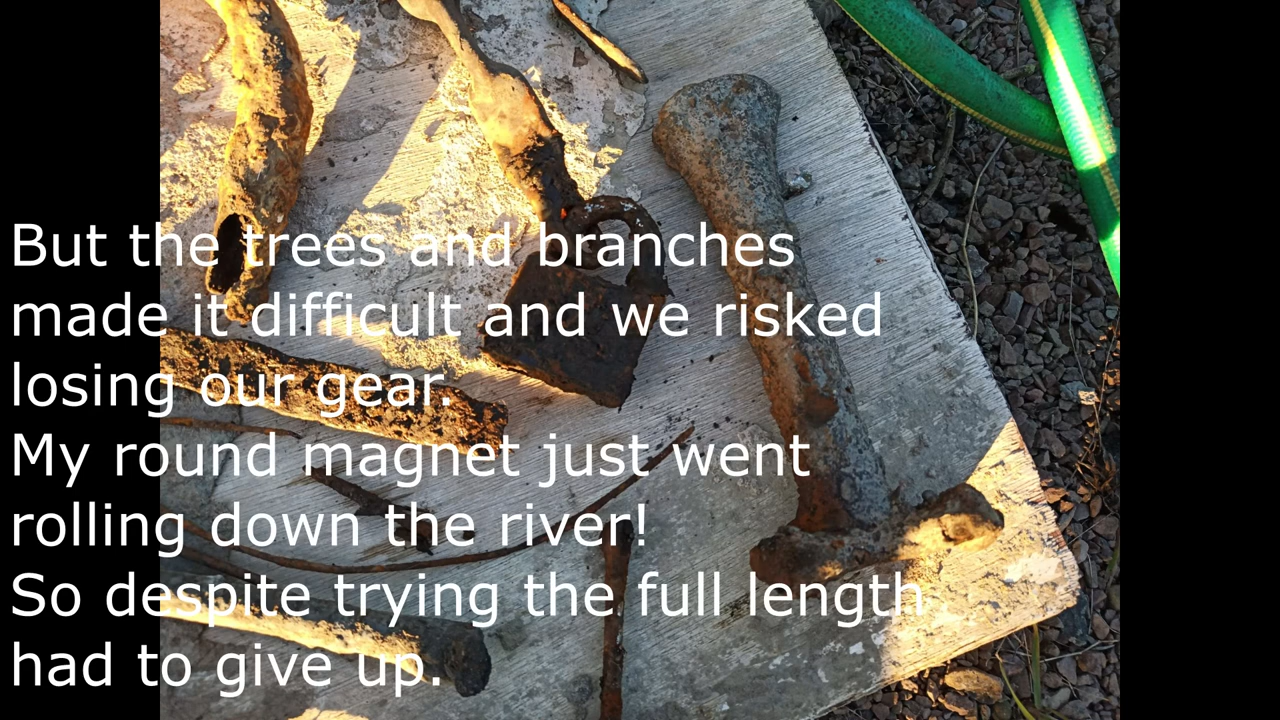 But the trees and branches
made it difficult and we risked
losing our gear.
My round magnet just went
rolling down the river!
So despite trying the full length
had to give up.